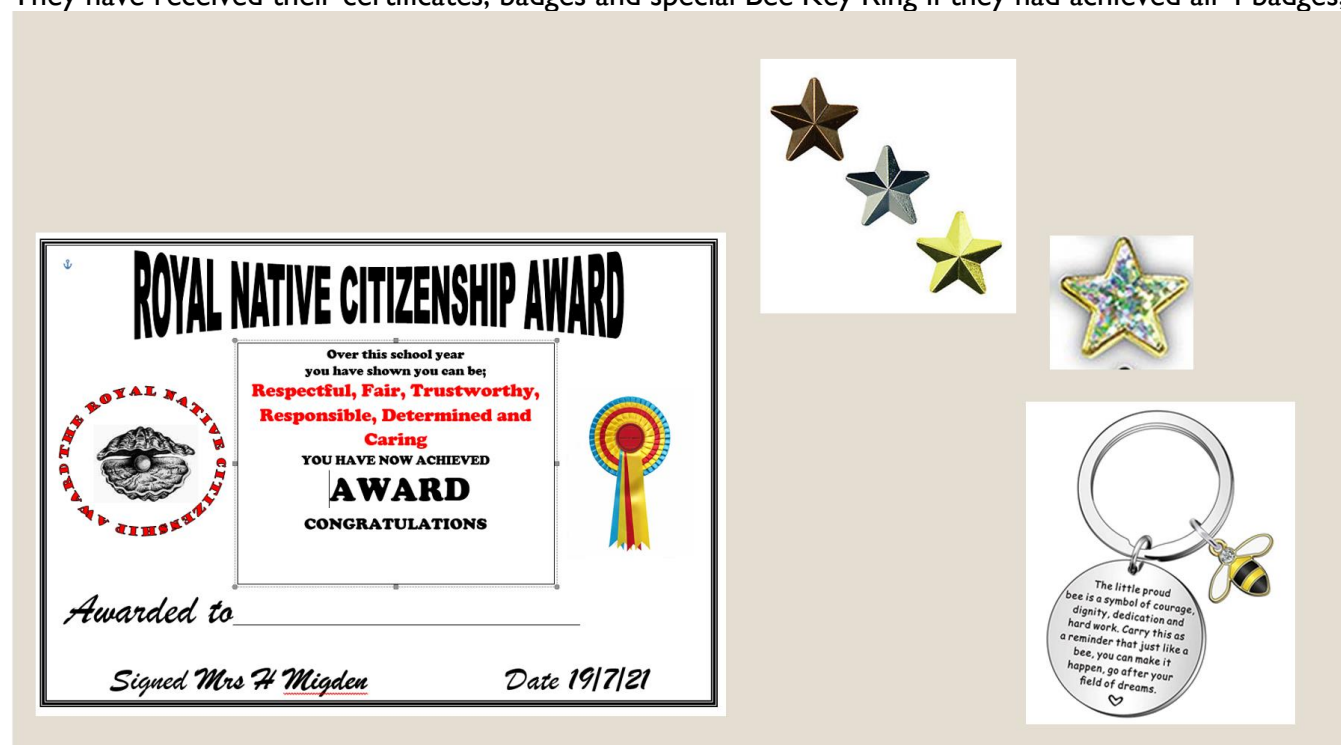 They have received their certificates, badges and special Bee Key Ring if they had achieved all 4 badges,
ROYAL NATIVE CITIZENSHIP AWARD
Over this school year
you have shown you can be;
Respectful, Fair, Trustworthy,
Responsible, Determined and
Caring
YOU HAVE NOW ACHIEVED
AWARD
CONGRATULATIONS
THE ROYAL NATIVE CITIZENSHIP AWARD
Awarded to
Signed Mrs H Migden
Date 19/7/21
The little proud
bee is a symbol of courage,
dignity, dedication and
hard work. Carry this as
a reminder that just like a
bee, you can make it
happen, go after your
field of dreams.